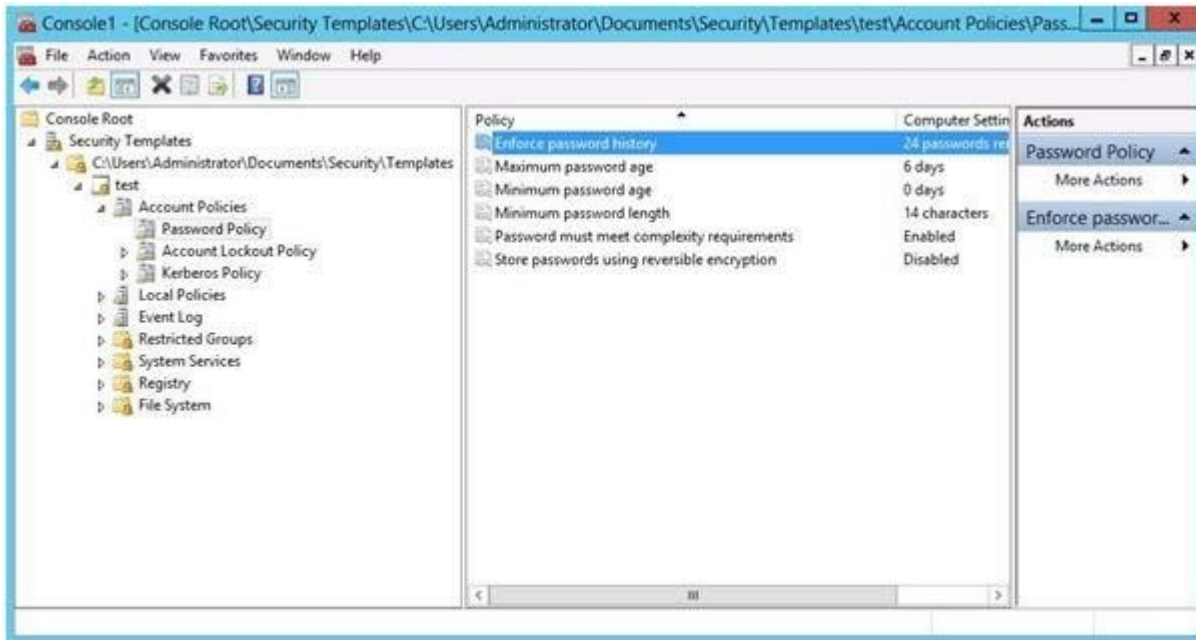 Console1 - [Console Root\Security Templates\C:\Users\Administrator\Documents\Security\Templates\test\Account Policies\Pass...
File Action View Favorites Window Help
Console Root
Security Templates
C:\Users\Administrator\Documents\Security\Templates
test
Account Policies
Password Policy
Account Lockout Policy
Kerberos Policy
Local Policies
Event Log
Restricted Groups
System Services
Registry
File System
Policy Computer Settin
Enforce password history 24 passwords re
Maximum password age 6 days
Minimum password age 0 days
Minimum password length 14 characters
Password must meet complexity requirements Enabled
Store passwords using reversible encryption Disabled
Actions
Password Policy
More Actions
Enforce passwor...
More Actions